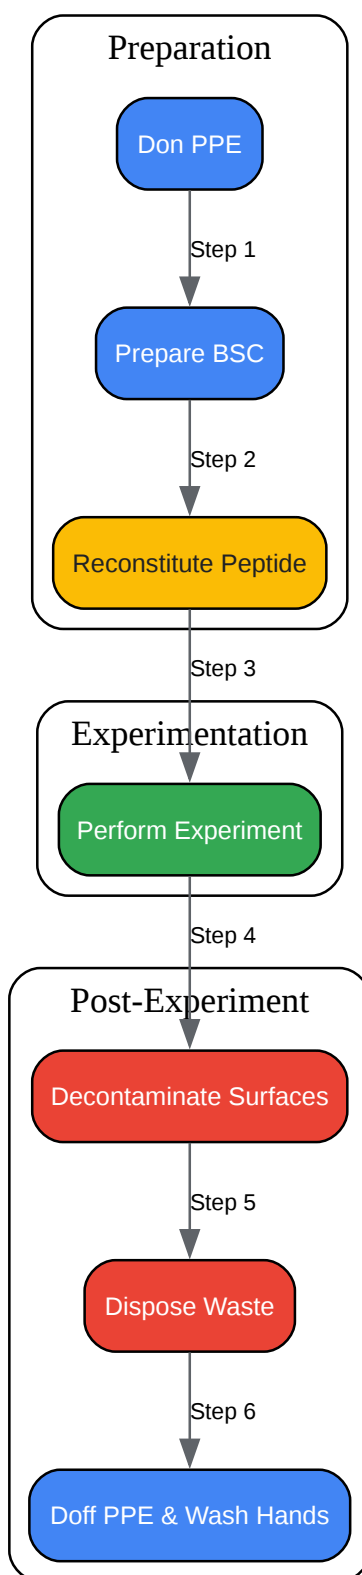 Preparation
Don PPE
Step 1
Prepare BSC
Step 2
Reconstitute Peptide
Step 3
Experimentation
Perform Experiment
Step 4
Post-Experiment
Decontaminate Surfaces
Step 5
Dispose Waste
Step 6
Doff PPE & Wash Hands